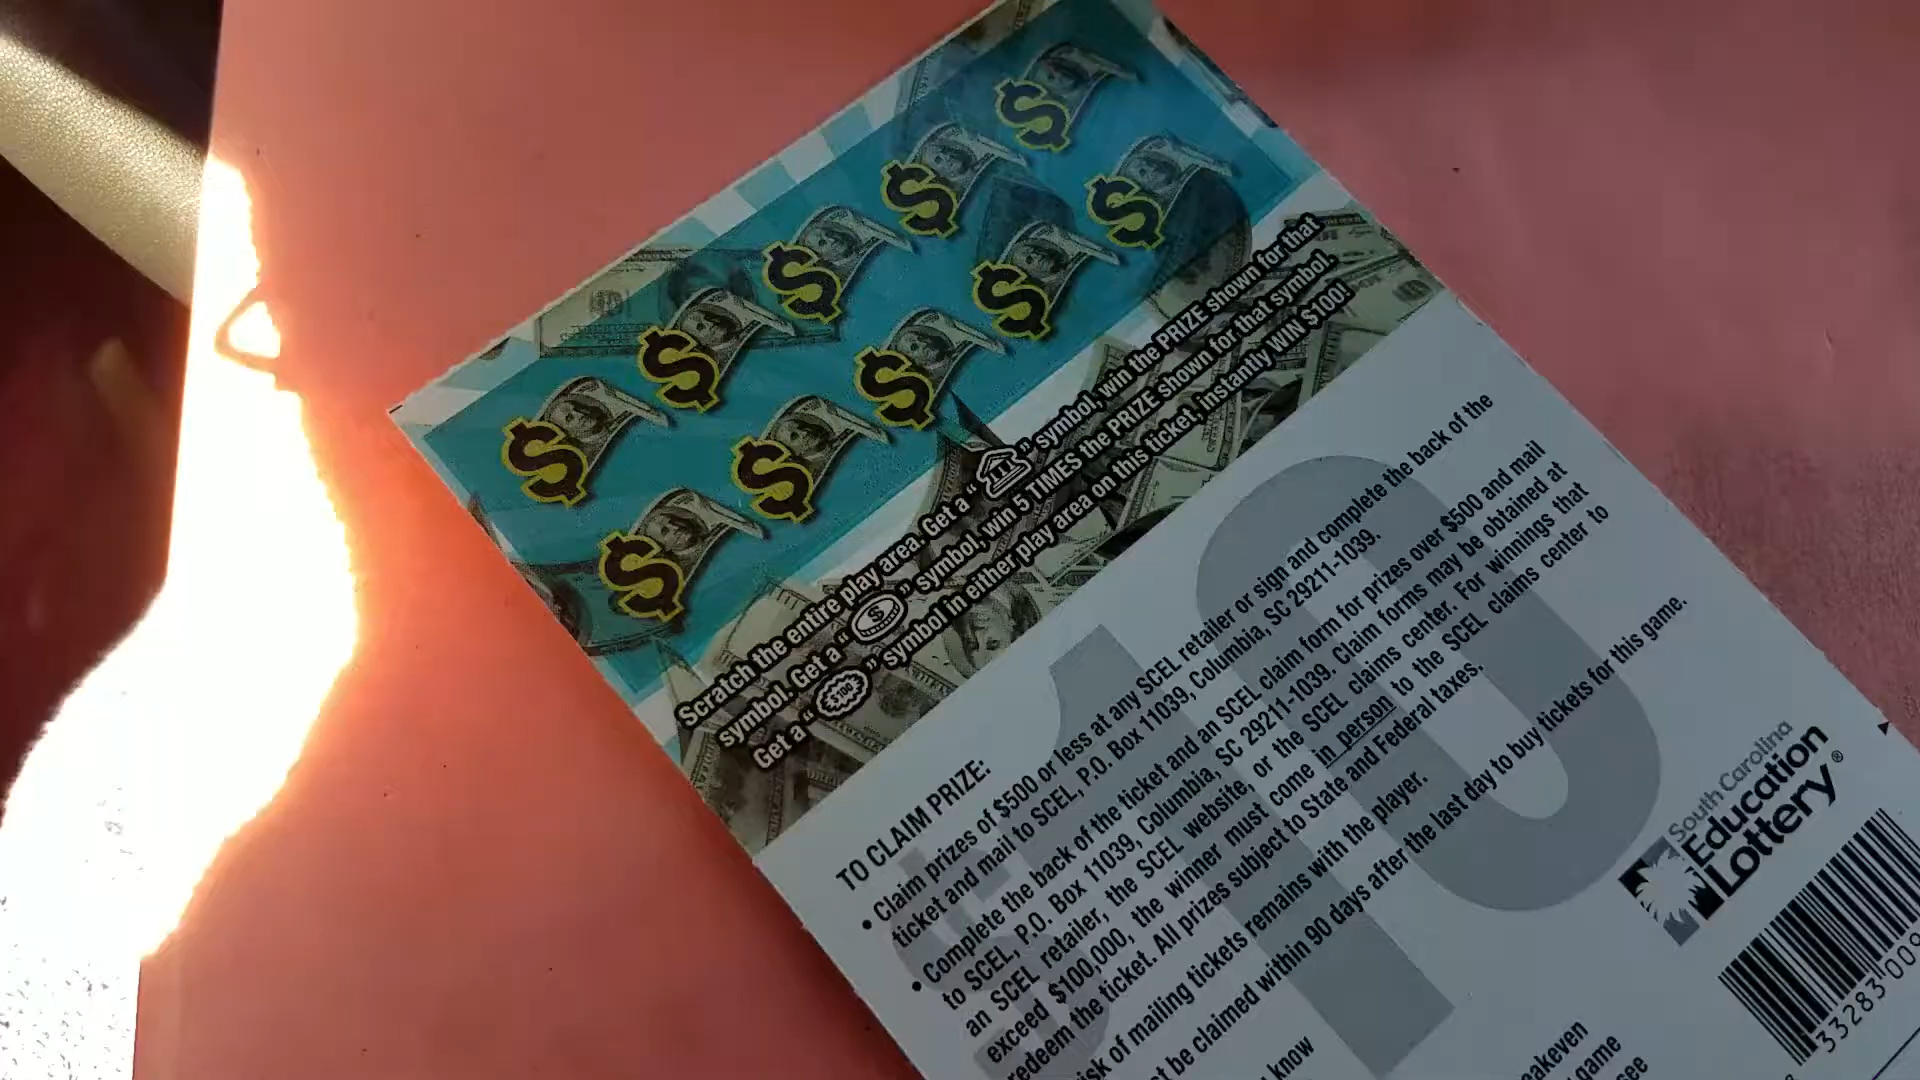 Scratch the entire play area. Get a “ ” symbol, win the PRIZE shown for that
symbol. Get a “ $ ” symbol, win 5 TIMES the PRIZE shown for that symbol.
Get a “ $100 ” symbol in either play area on this ticket, instantly WIN $100!
TO CLAIM PRIZE:
• Claim prizes of $500 or less at any SCEL retailer or sign and complete the back of the
ticket and mail to SCEL, P.O. Box 11039, Columbia, SC 29211-1039.
• Complete the back of the ticket and an SCEL claim form for prizes over $500 and mail
to SCEL, P.O. Box 11039, Columbia, SC 29211-1039. Claim forms may be obtained at
an SCEL retailer, the SCEL website, or the SCEL claims center. For winnings that
exceed $100,000, the winner must come in person to the SCEL claims center to
redeem the ticket. All prizes subject to State and Federal taxes.
of mailing tickets remains with the player.
be claimed within 90 days after the last day to buy tickets for this game.
know
game
see
$10
South Carolina
Education
Lottery®
33283009